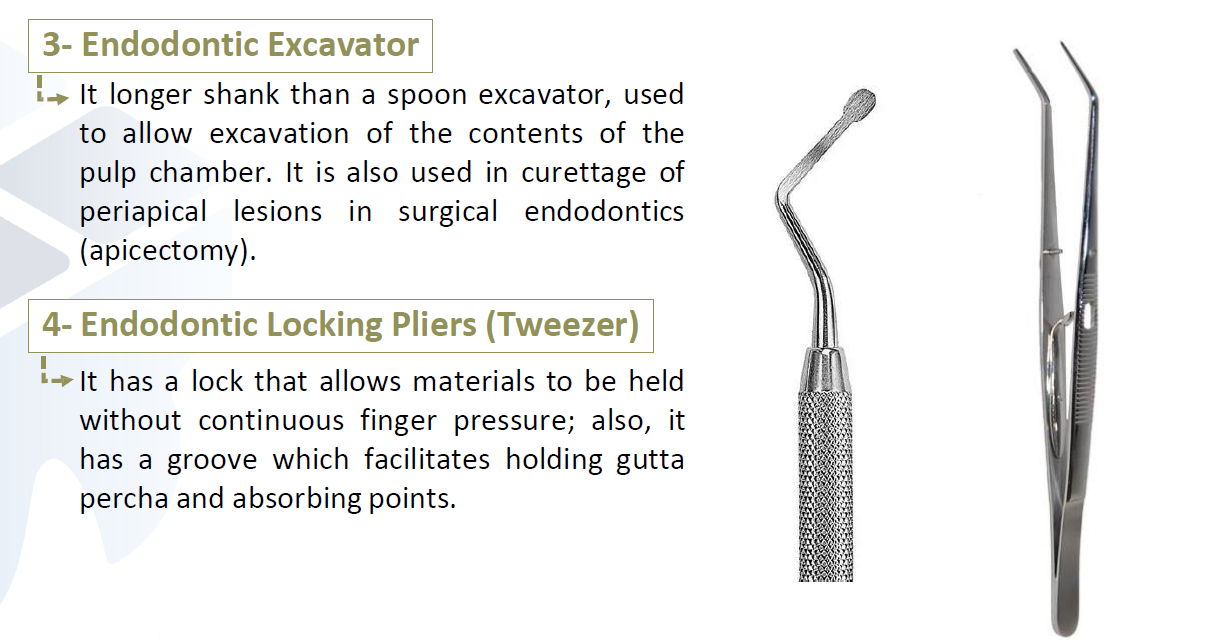 3- Endodontic Excavator
It longer shank than a spoon excavator, used
to allow excavation of the contents of the
pulp chamber. It is also used in curettage of
periapical lesions in surgical endodontics
(apicectomy).
4- Endodontic Locking Pliers (Tweezer)
It has a lock that allows materials to be held
without continuous finger pressure; also, it
has a groove which facilitates holding gutta
percha and absorbing points.